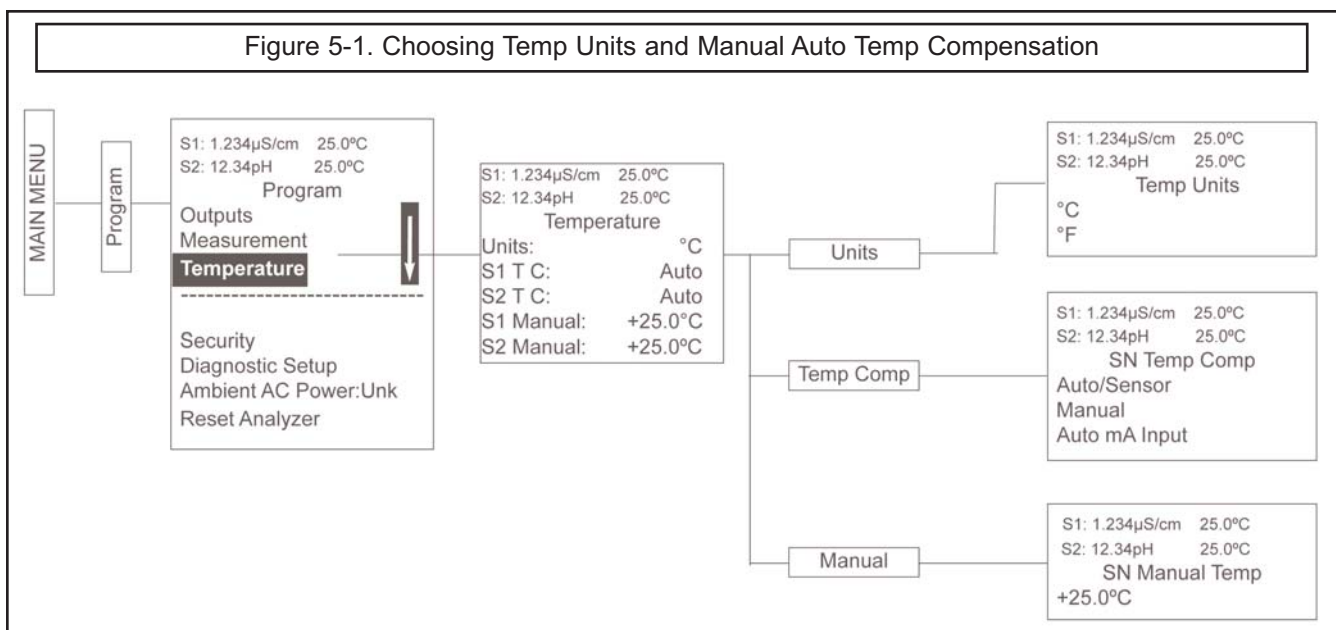 Figure 5-1. Choosing Temp Units and Manual Auto Temp Compensation
MAIN MENU
Program
S1: 1.234µS/cm 25.0ºC
S2: 12.34pH 25.0ºC
Program
Outputs
Measurement
Temperature
Security
Diagnostic Setup
Ambient AC Power:Unk
Reset Analyzer
S1: 1.234µS/cm 25.0ºC
S2: 12.34pH 25.0ºC
Temperature
Units: °C
S1 T C: Auto
S2 T C: Auto
S1 Manual: +25.0°C
S2 Manual: +25.0ºC
Units
S1: 1.234µS/cm 25.0ºC
S2: 12.34pH 25.0ºC
Temp Units
°C
°F
Temp Comp
S1: 1.234µS/cm 25.0ºC
S2: 12.34pH 25.0ºC
SN Temp Comp
Auto/Sensor
Manual
Auto mA Input
Manual
S1: 1.234µS/cm 25.0ºC
S2: 12.34pH 25.0ºC
SN Manual Temp
+25.0ºC